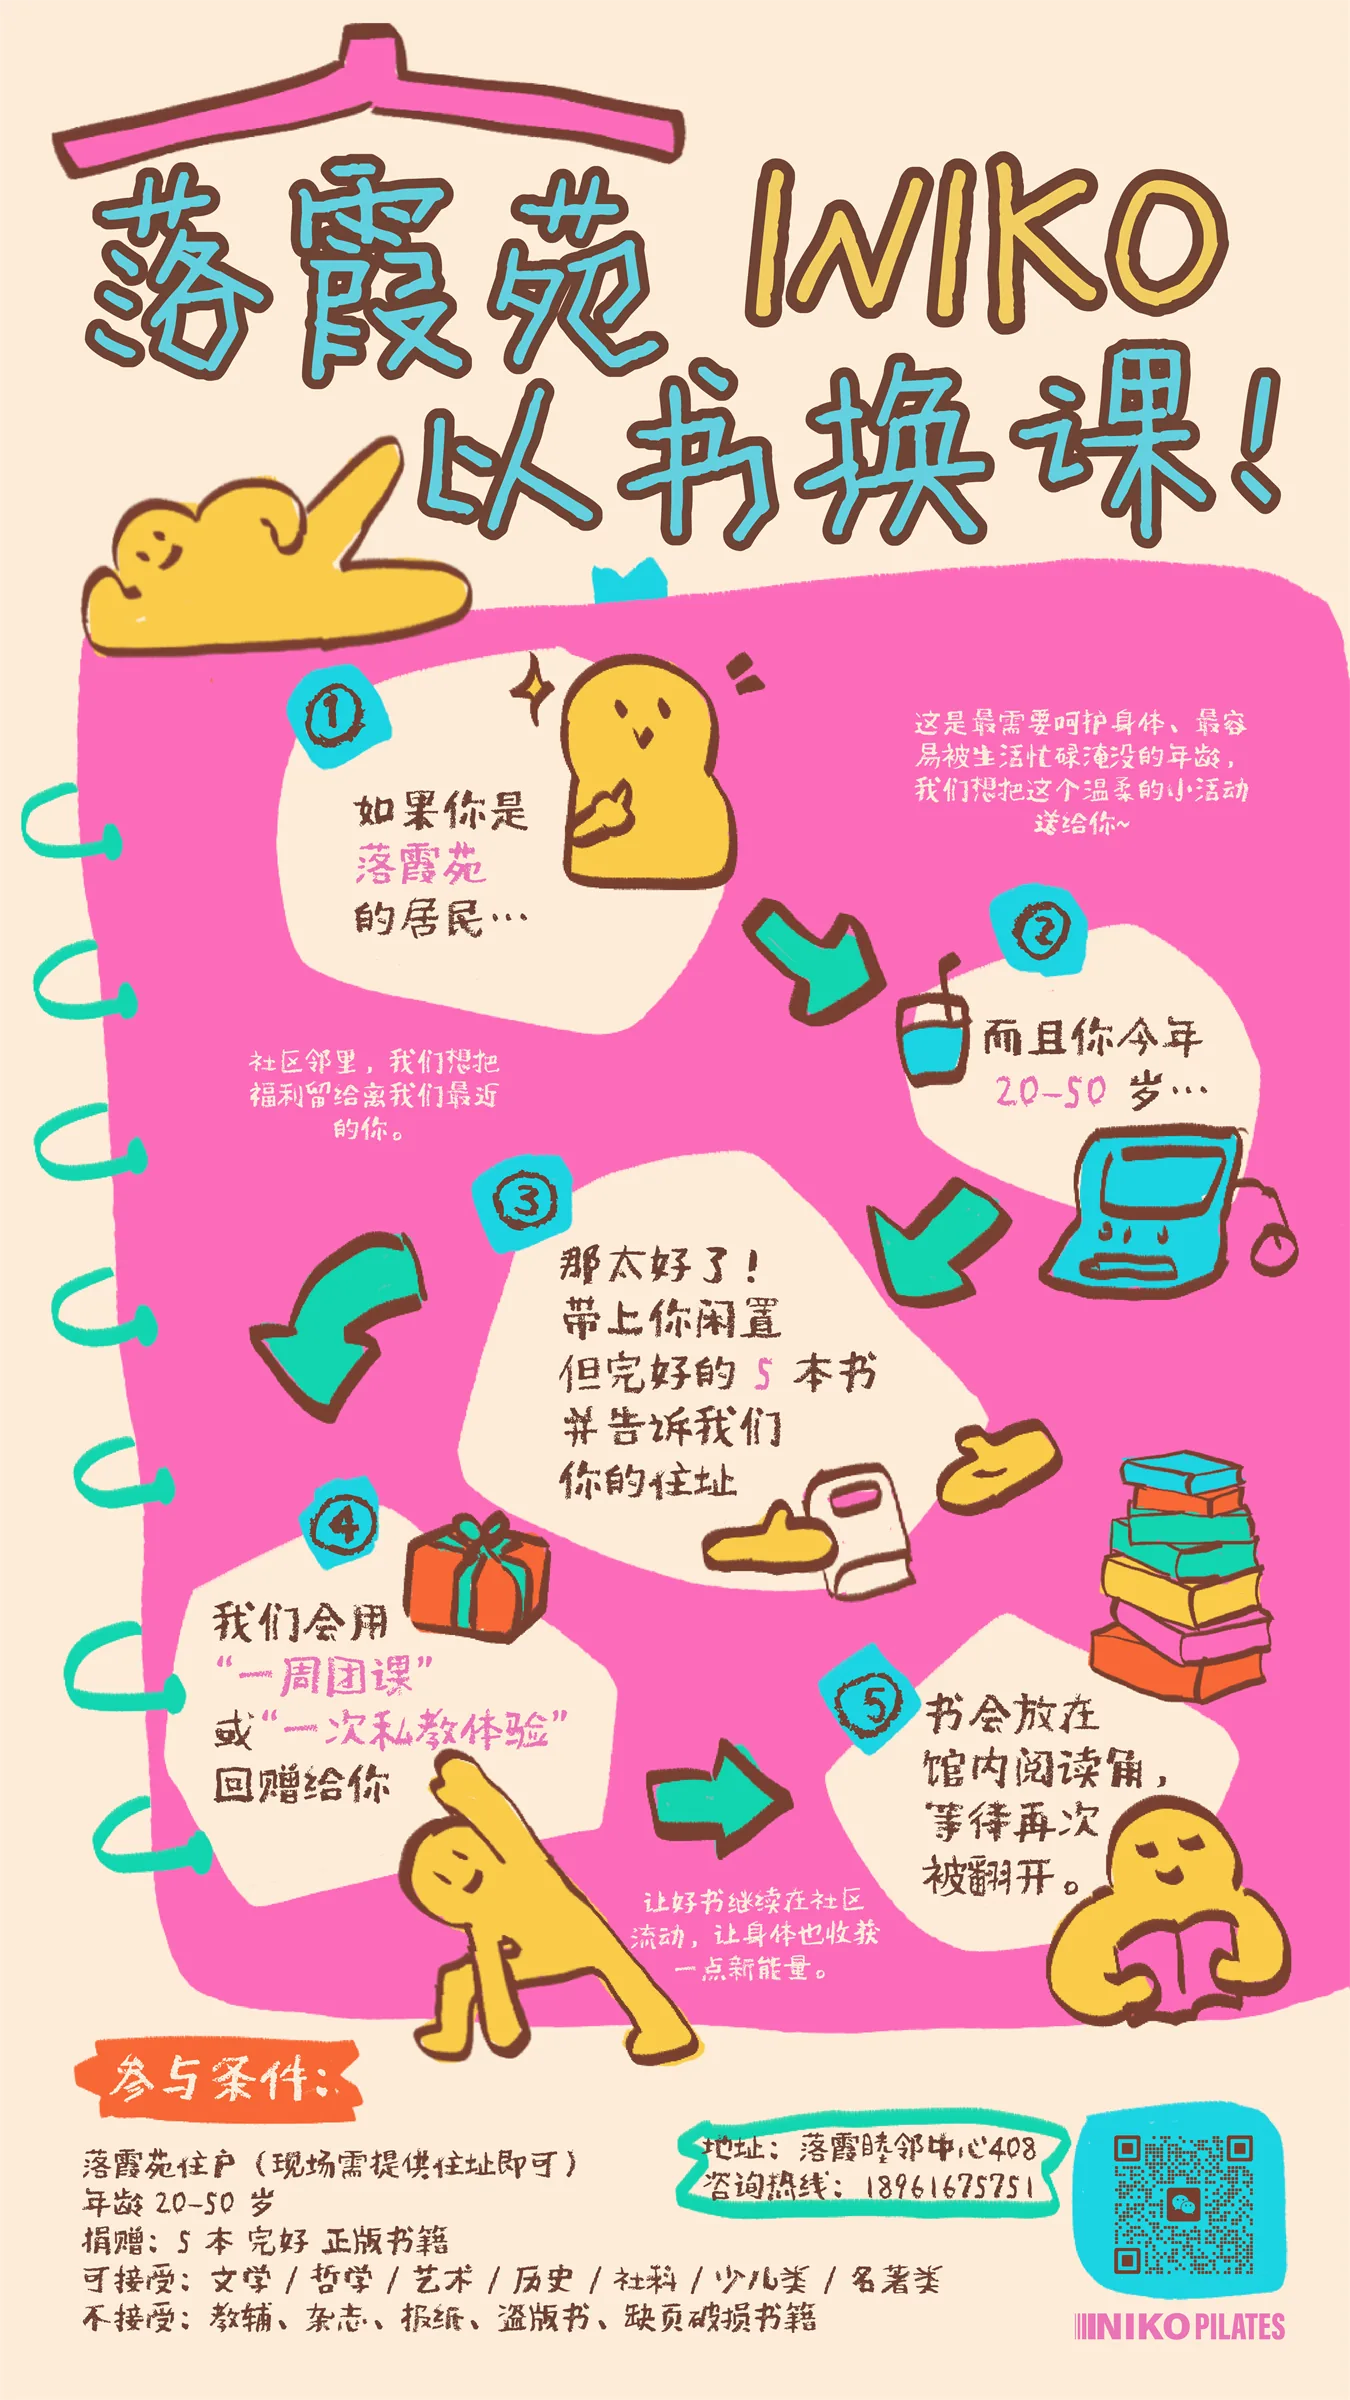 落霞苑 INIKO
以书换课!
①
如果你是
落霞苑
的居民…
这是最需要呵护身体、最容
易被生活忙碌淹没的年龄,
我们想把这个温柔的小活动
送给你~
②
而且你今年
20-50 岁…
社区邻里,我们想把
福利留给离我们最近
的你。
③
那太好了!
带上你闲置
但完好的 5 本书
并告诉我们
你的住址
④
我们会用
“一周团课”
或“一次私教体验”
回赠给你
⑤
书会放在
馆内阅读角,
等待再次
被翻开。
让好书继续在社区
流动,让身体也收获
一点新能量。
参与条件:
落霞苑住户(现场需提供住址即可)
年龄 20-50 岁
捐赠: 5 本 完好 正版书籍
可接受: 文学 / 哲学 / 艺术 / 历史 / 社科 / 少儿类 / 名著类
不接受: 教辅、杂志、报纸、盗版书、缺页破损书籍
地址: 落霞睦邻中心408
咨询热线: 18961675751
INIKO PILATES